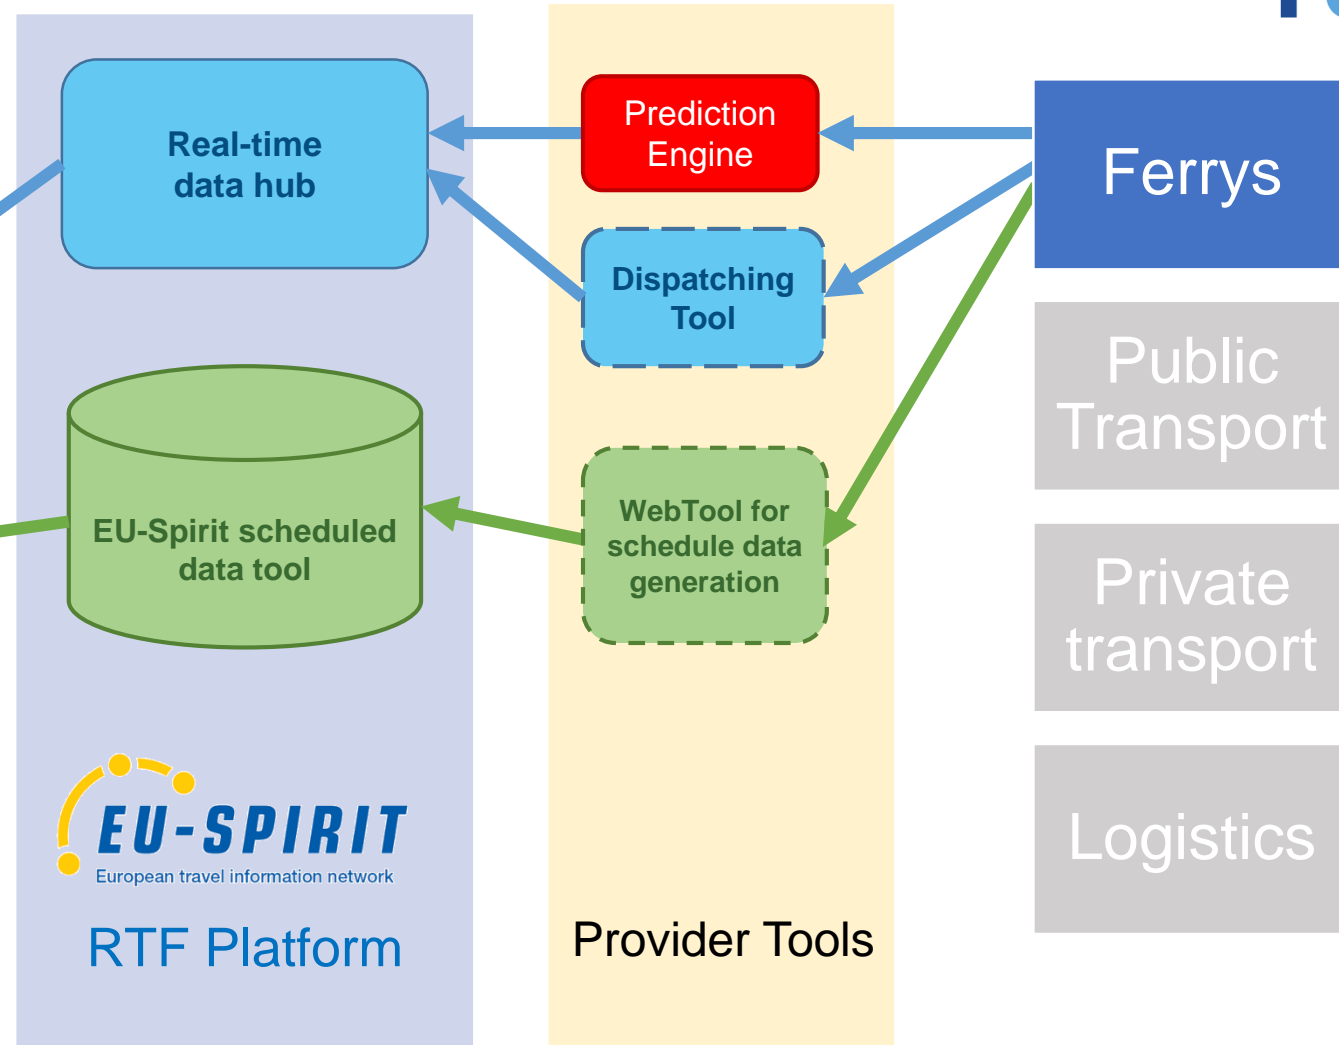 Real-time
data hub
EU-Spirit scheduled
data tool
EU-SPIRIT
European travel information network
RTF Platform
Prediction
Engine
Dispatching
Tool
WebTool for
schedule data
generation
Provider Tools
Ferrys
Public
Transport
Private
transport
Logistics